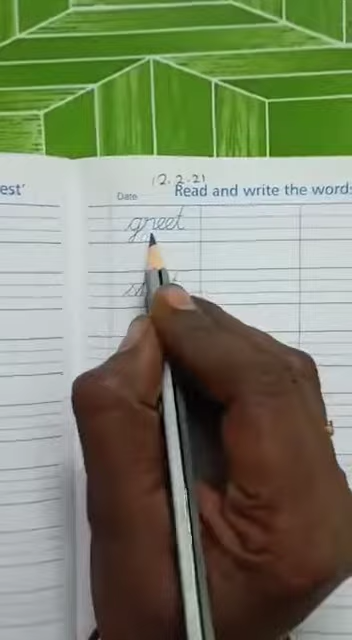 est'
12.2.21
Date
Read and write the words
greet